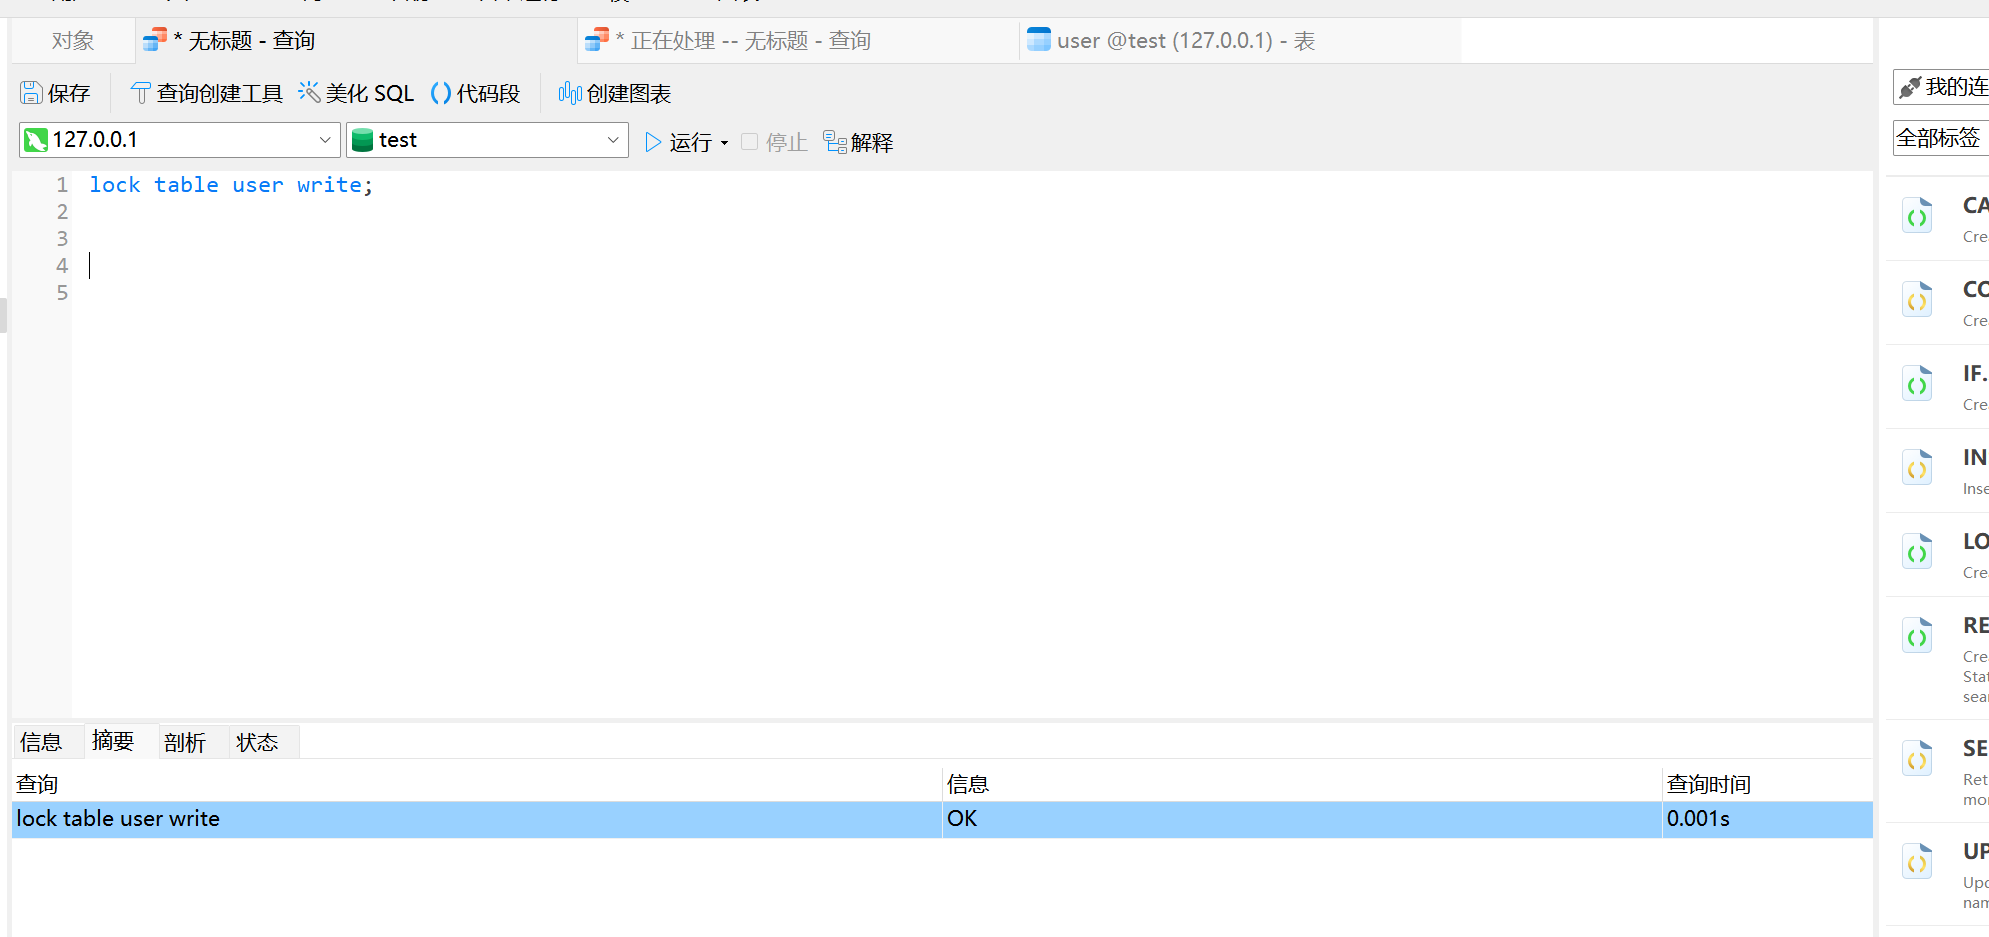 对象
* 无标题 - 查询
* 正在处理 -- 无标题 - 查询
user @test (127.0.0.1) - 表
保存
查询创建工具
美化 SQL
代码段
创建图表
127.0.0.1
test
运行
停止
解释
1 lock table user write;
2
3
4
5
信息
摘要
剖析
状态
查询 信息 查询时间
lock table user write OK 0.001s
我的连
全部标签
CA
Cre
CO
Cre
IF.
Cre
IN
Inse
LO
Cre
RE
Cre
Stat
sear
SE
Ret
mor
UP
Upd
nam